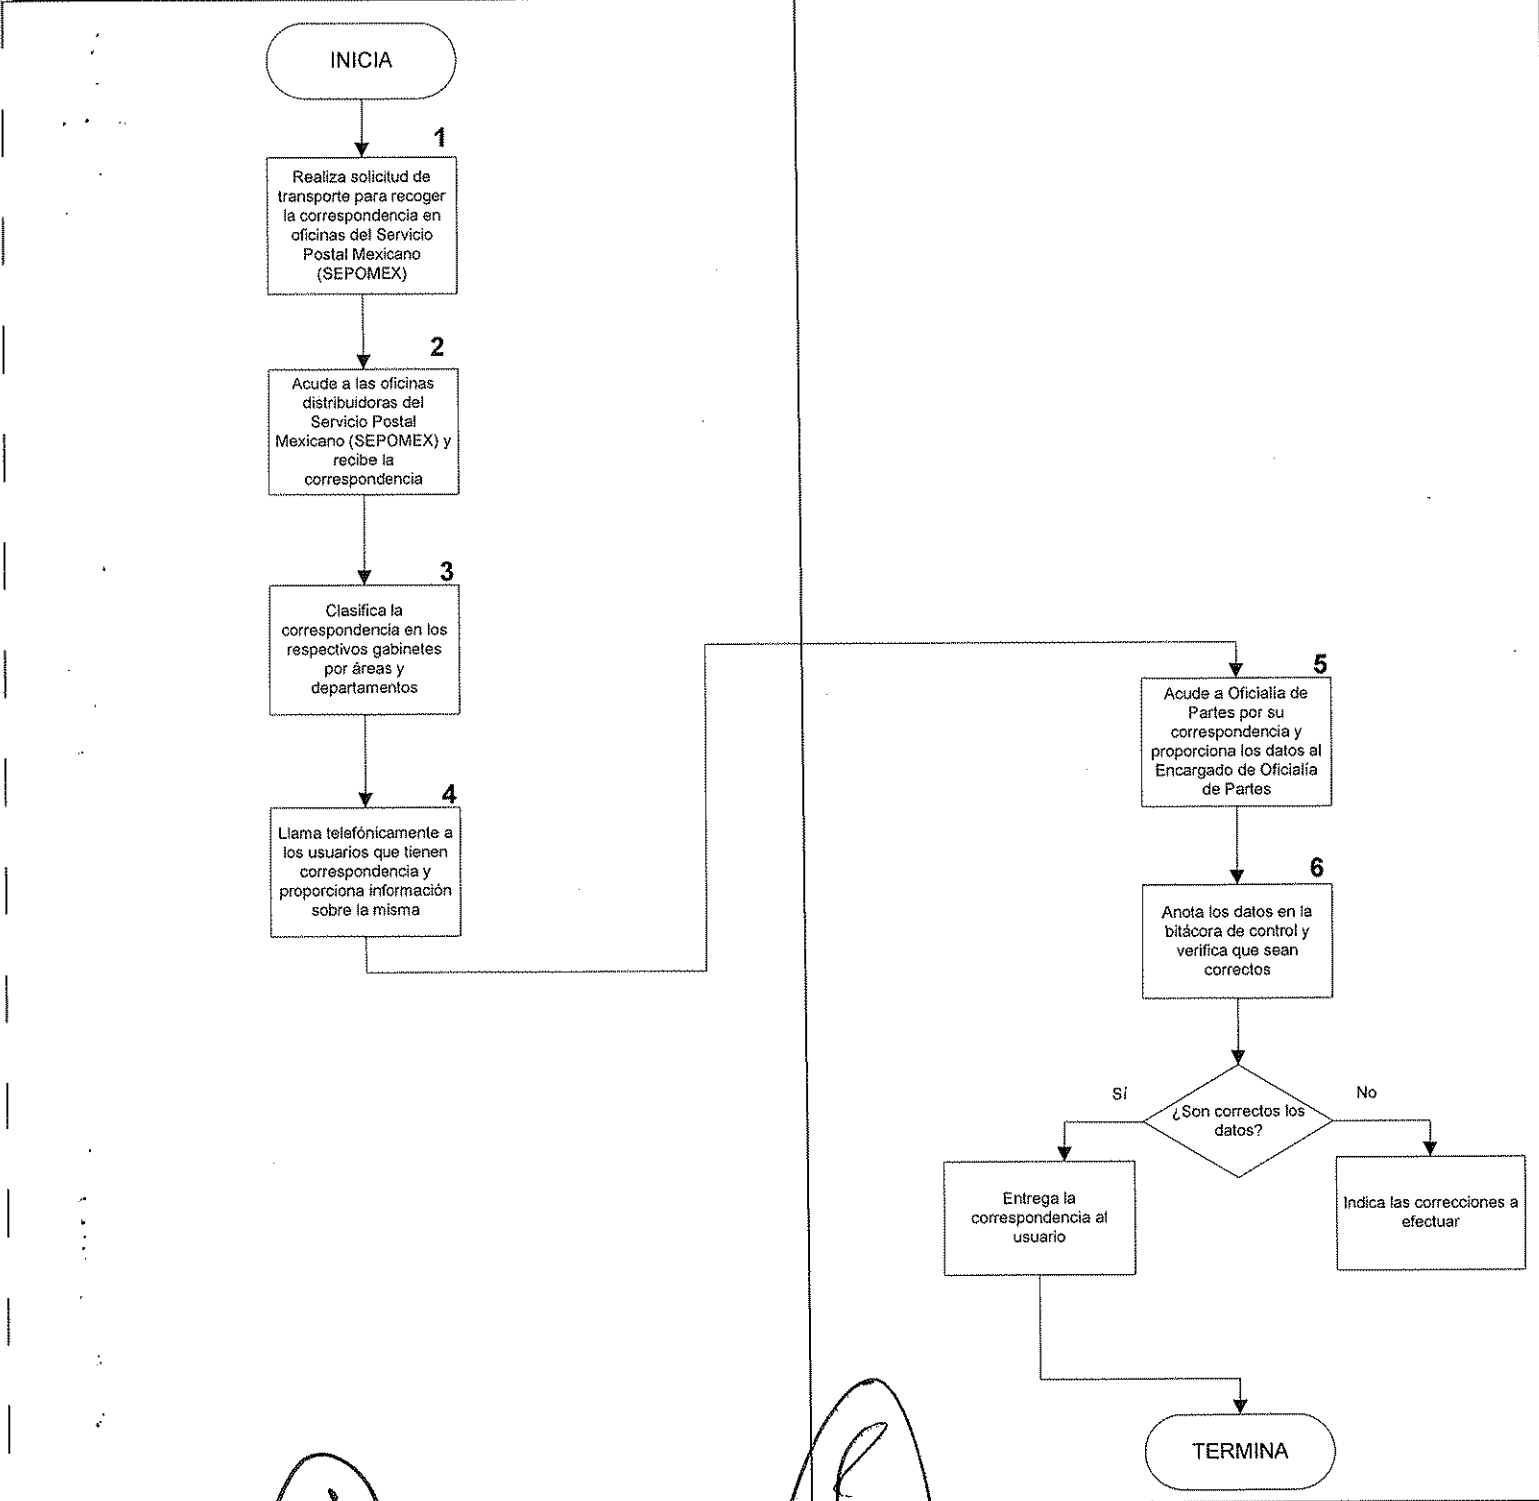 INICIA
1
Realiza solicitud de
transporte para recoger
la correspondencia en
oficinas del Servicio
Postal Mexicano
(SEPOMEX)
2
Acude a las oficinas
distribuidoras del
Servicio Postal
Mexicano (SEPOMEX) y
recibe la
correspondencia
3
Clasifica la
correspondencia en los
respectivos gabinetes
por áreas y
departamentos
4
Llama telefónicamente a
los usuarios que tienen
correspondencia y
proporciona información
sobre la misma
5
Acude a Oficialía de
Partes por su
correspondencia y
proporciona los datos al
Encargado de Oficialía
de Partes
6
Anota los datos en la
bitácora de control y
verifica que sean
correctos
¿Son correctos los
datos?
Sí
No
Entrega la
correspondencia al
usuario
Indica las correcciones a
efectuar
TERMINA